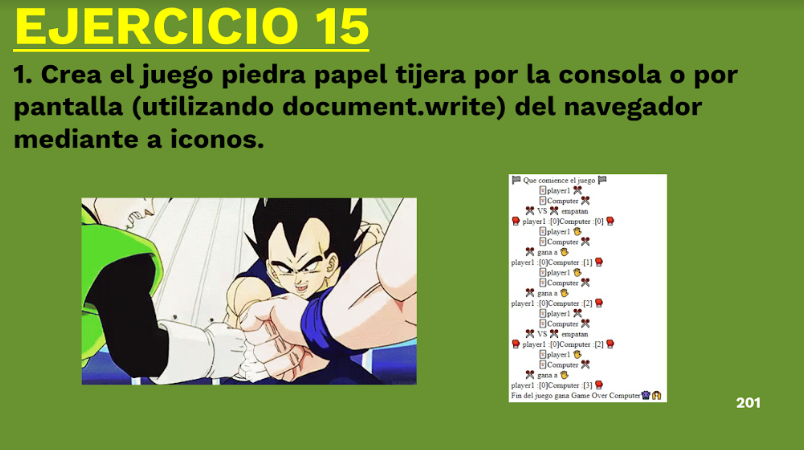 EJERCICIO 15
1. Crea el juego piedra papel tijera por la consola o por
pantalla (utilizando document.write) del navegador
mediante a iconos.
Que comience el juego
player1
Computer
VS empatan
player1 :[0]Computer :[0]
player1
Computer
gana a
player1 :[0]Computer :[1]
player1
Computer
gana a
player1 :[0]Computer :[2]
player1
Computer
VS empatan
player1 :[0]Computer :[2]
player1
Computer
gana a
player1 :[0]Computer :[3]
Fin del juego gana Game Over Computer
201